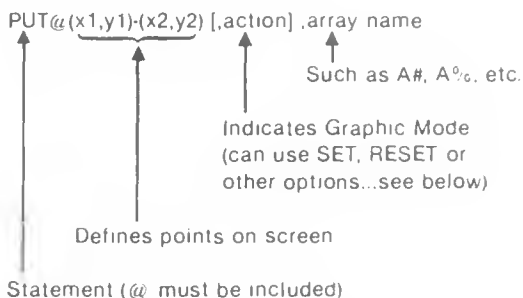 PUT@(x1,y1)-(x2,y2) [,action] ,array name
Such as A#, A%, etc.
Indicates Graphic Mode
(can use SET, RESET or
other options...see below)
Defines points on screen
Statement (@ must be included)